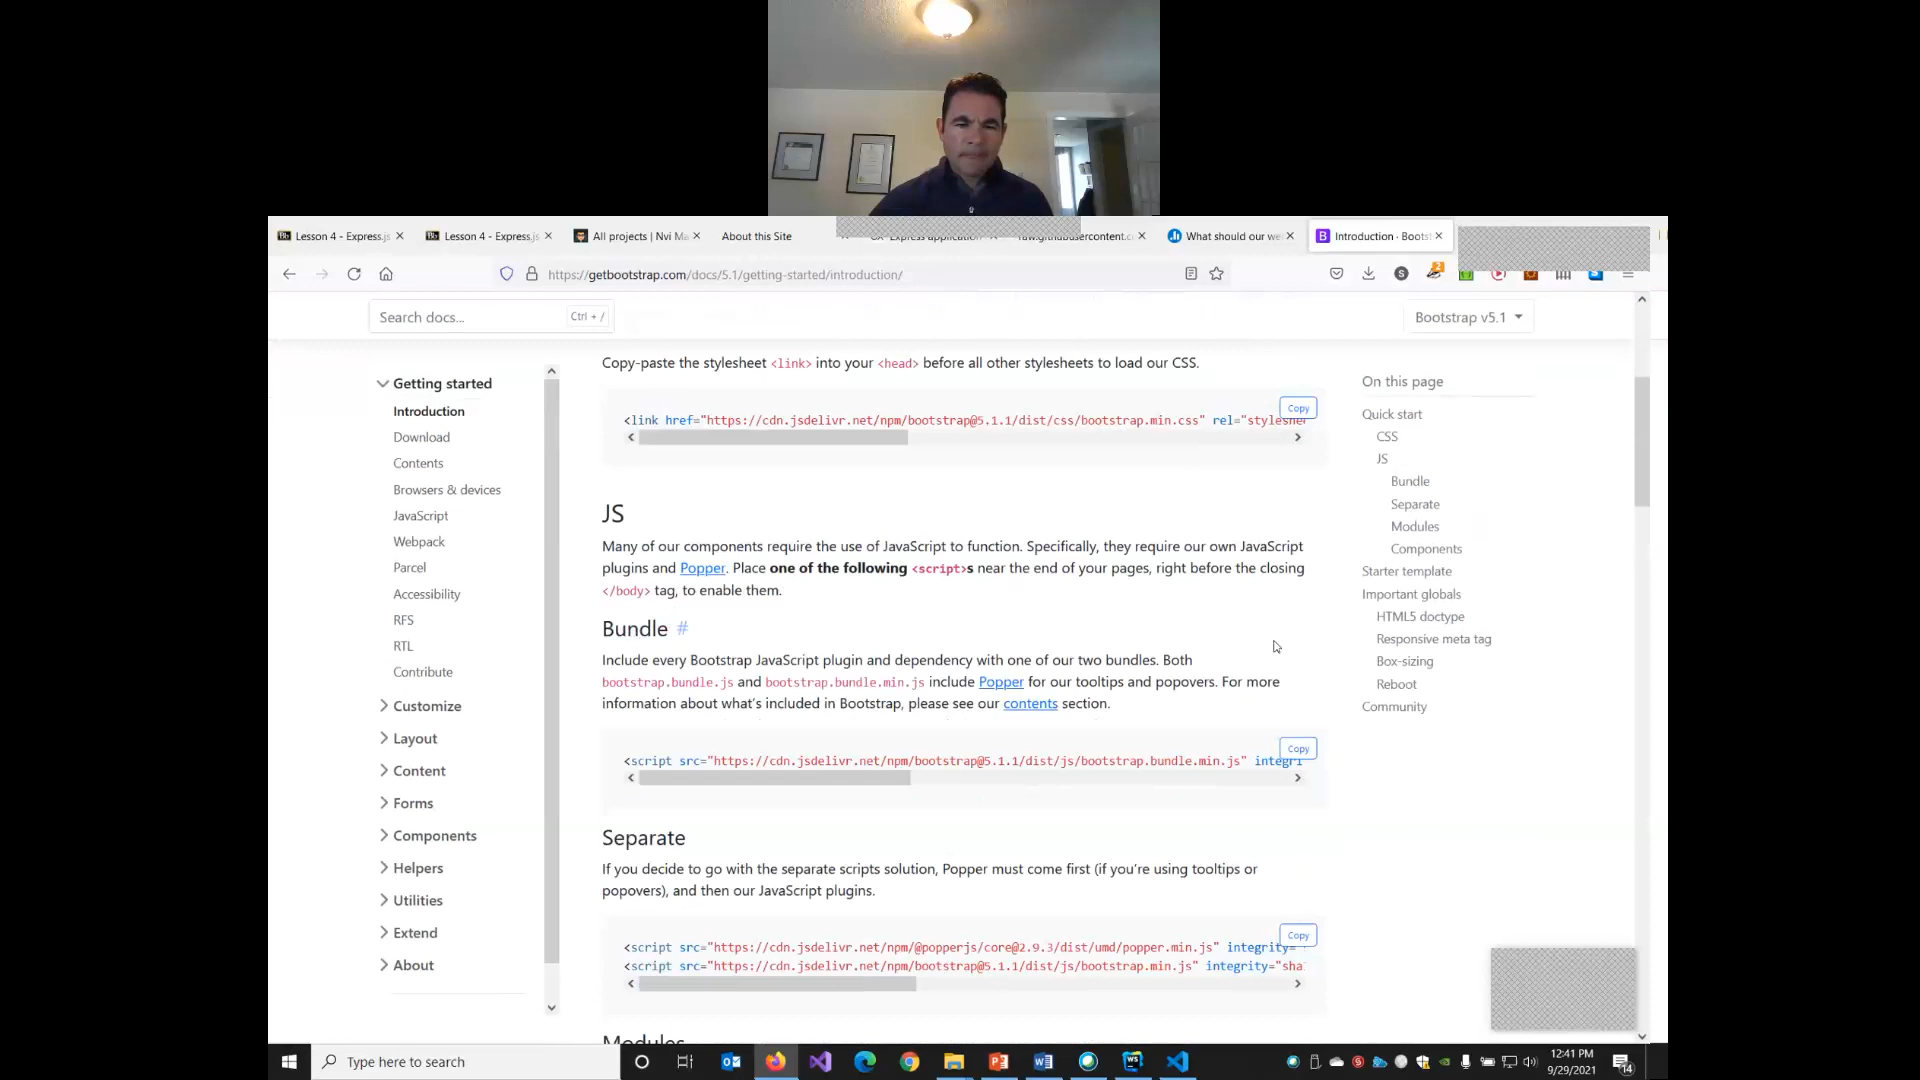 Lesson 4 - Express.js
Lesson 4 - Express.js
All projects | Nvi Ma
About this Site
Express application
raw.githubusercontent.c
What should our we
Introduction · Boots
https://getbootstrap.com/docs/5.1/getting-started/introduction/
Search docs...
Ctrl + /
Bootstrap v5.1
Getting started
Introduction
Download
Contents
Browsers & devices
JavaScript
Webpack
Parcel
Accessibility
RFS
RTL
Contribute
Customize
Layout
Content
Forms
Components
Helpers
Utilities
Extend
About
Copy-paste the stylesheet <link> into your <head> before all other stylesheets to load our CSS.
Copy
<link href="https://cdn.jsdelivr.net/npm/bootstrap@5.1.1/dist/css/bootstrap.min.css" rel="styleshe
JS
Many of our components require the use of JavaScript to function. Specifically, they require our own JavaScript
plugins and Popper. Place one of the following <script>s near the end of your pages, right before the closing
</body> tag, to enable them.
Bundle #
Include every Bootstrap JavaScript plugin and dependency with one of our two bundles. Both
bootstrap.bundle.js and bootstrap.bundle.min.js include Popper for our tooltips and popovers. For more
information about what's included in Bootstrap, please see our contents section.
Copy
<script src="https://cdn.jsdelivr.net/npm/bootstrap@5.1.1/dist/js/bootstrap.bundle.min.js" integri
Separate
If you decide to go with the separate scripts solution, Popper must come first (if you're using tooltips or
popovers), and then our JavaScript plugins.
Copy
<script src="https://cdn.jsdelivr.net/npm/@popperjs/core@2.9.3/dist/umd/popper.min.js" integrity=
<script src="https://cdn.jsdelivr.net/npm/bootstrap@5.1.1/dist/js/bootstrap.min.js" integrity="sha
Modules
On this page
Quick start
CSS
JS
Bundle
Separate
Modules
Components
Starter template
Important globals
HTML5 doctype
Responsive meta tag
Box-sizing
Reboot
Community
Type here to search
12:41 PM
9/29/2021
14